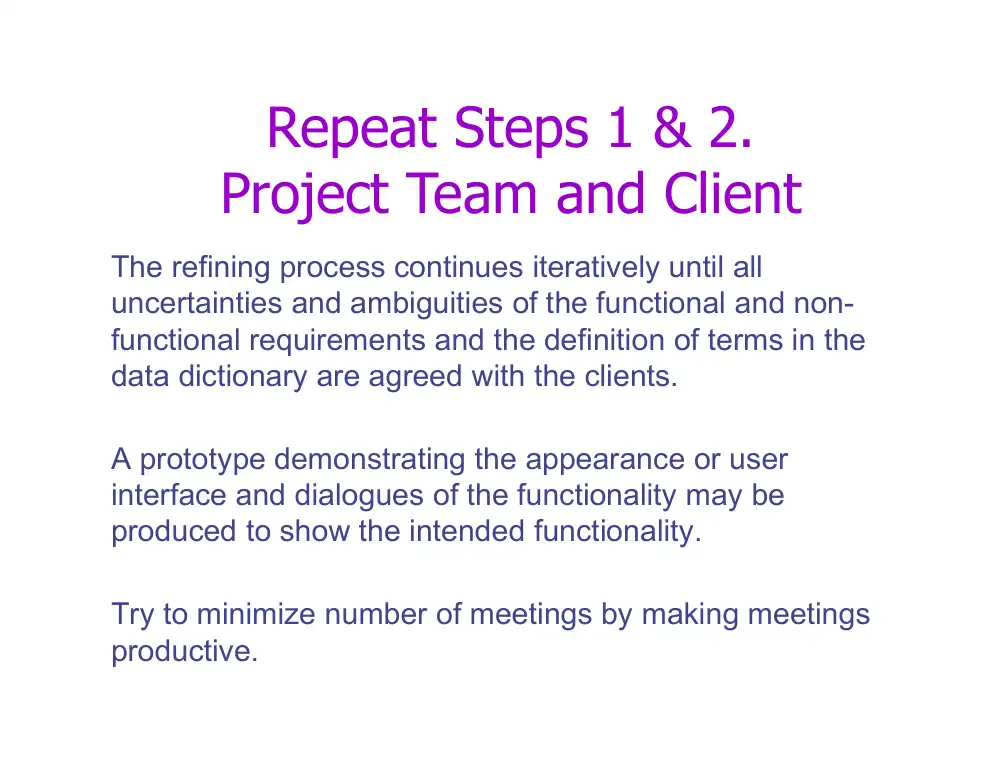 Repeat Steps 1 & 2.
Project Team and Client
The refining process continues iteratively until all
uncertainties and ambiguities of the functional and non-
functional requirements and the definition of terms in the
data dictionary are agreed with the clients.
A prototype demonstrating the appearance or user
interface and dialogues of the functionality may be
produced to show the intended functionality.
Try to minimize number of meetings by making meetings
productive.